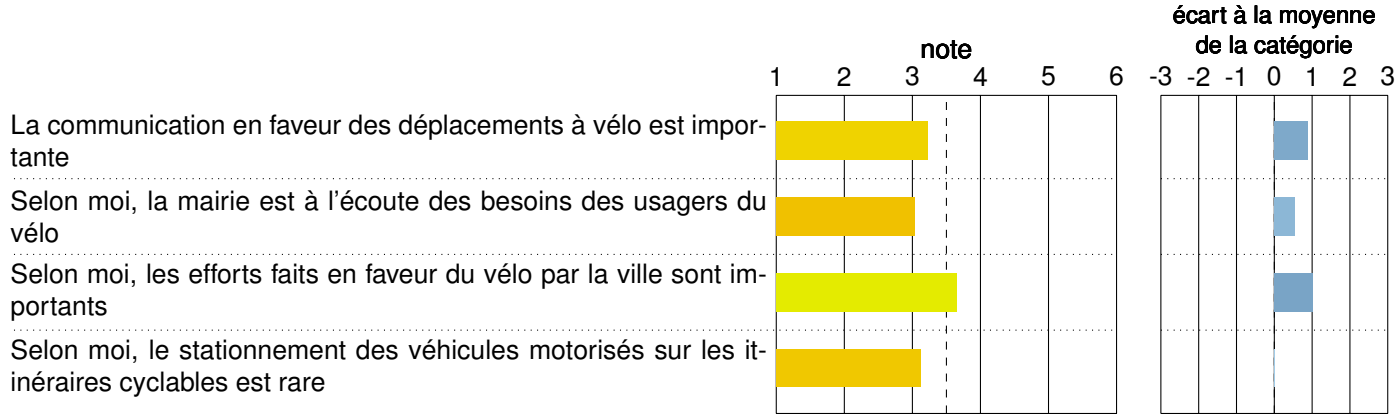 écart à la moyenne
note de la catégorie
1 2 3 4 5 6 -3 -2 -1 0 1 2 3
La communication en faveur des déplacements à vélo est impor-
tante
Selon moi, la mairie est à l'écoute des besoins des usagers du
vélo
Selon moi, les efforts faits en faveur du vélo par la ville sont im-
portants
Selon moi, le stationnement des véhicules motorisés sur les it-
inéraires cyclables est rare